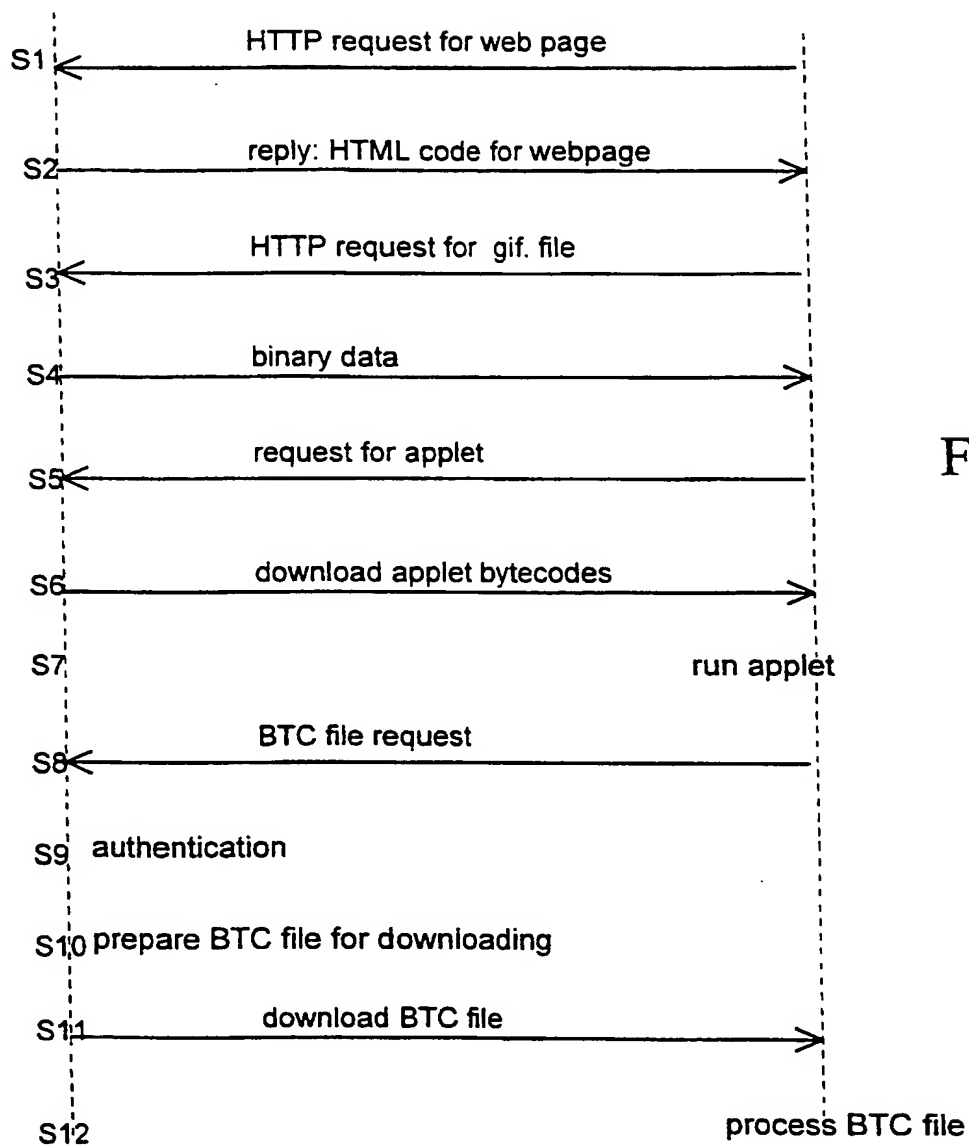 HTTP request for web page
S1
reply: HTML code for webpage
S2
HTTP request for gif. file
S3
binary data
S4
request for applet
S5
F
download applet bytecodes
S6
S7 run applet
BTC file request
S8
S9 authentication
S10 prepare BTC file for downloading
download BTC file
S11
S12 process BTC file